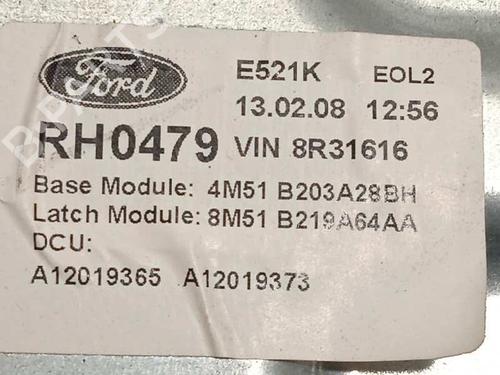 Ford
E521K EOL2
13.02.08 12:56
RH0479 VIN 8R31616
Base Module: 4M51 B203A28BH
Latch Module: 8M51 B219A64AA
DCU:
A12019365 A12019373